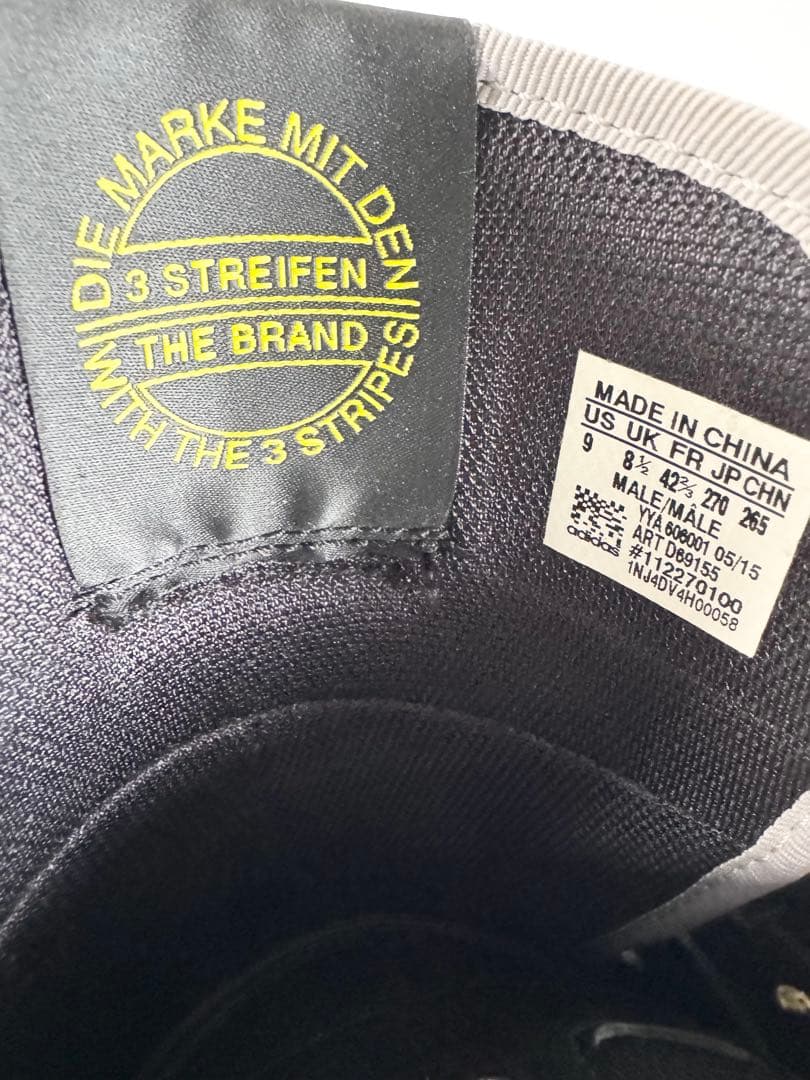 DIE MARKE MIT DEN
3 STREIFEN
THE BRAND
WITH THE 3 STRIPES
MADE IN CHINA
US UK FR JP CHN
9 8½ 42⅔ 270 265
MALE/MÂLE
YYA 606001 05/15
ART D69155
#112270100
1NJ4DV4H00058
adidas